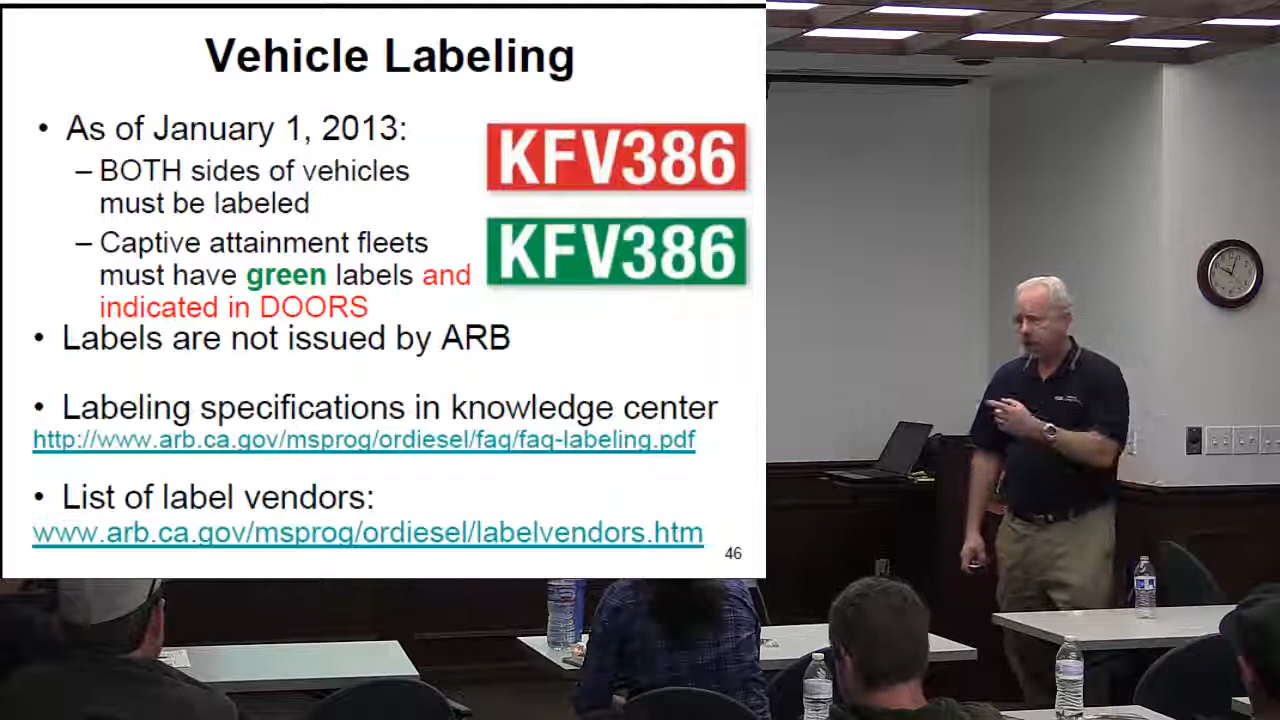 Vehicle Labeling
• As of January 1, 2013:
– BOTH sides of vehicles
must be labeled
– Captive attainment fleets
must have green labels and
indicated in DOORS
KFV386
KFV386
• Labels are not issued by ARB
• Labeling specifications in knowledge center
http://www.arb.ca.gov/msprog/ordiesel/faq/faq-labeling.pdf
• List of label vendors:
www.arb.ca.gov/msprog/ordiesel/labelvendors.htm
46